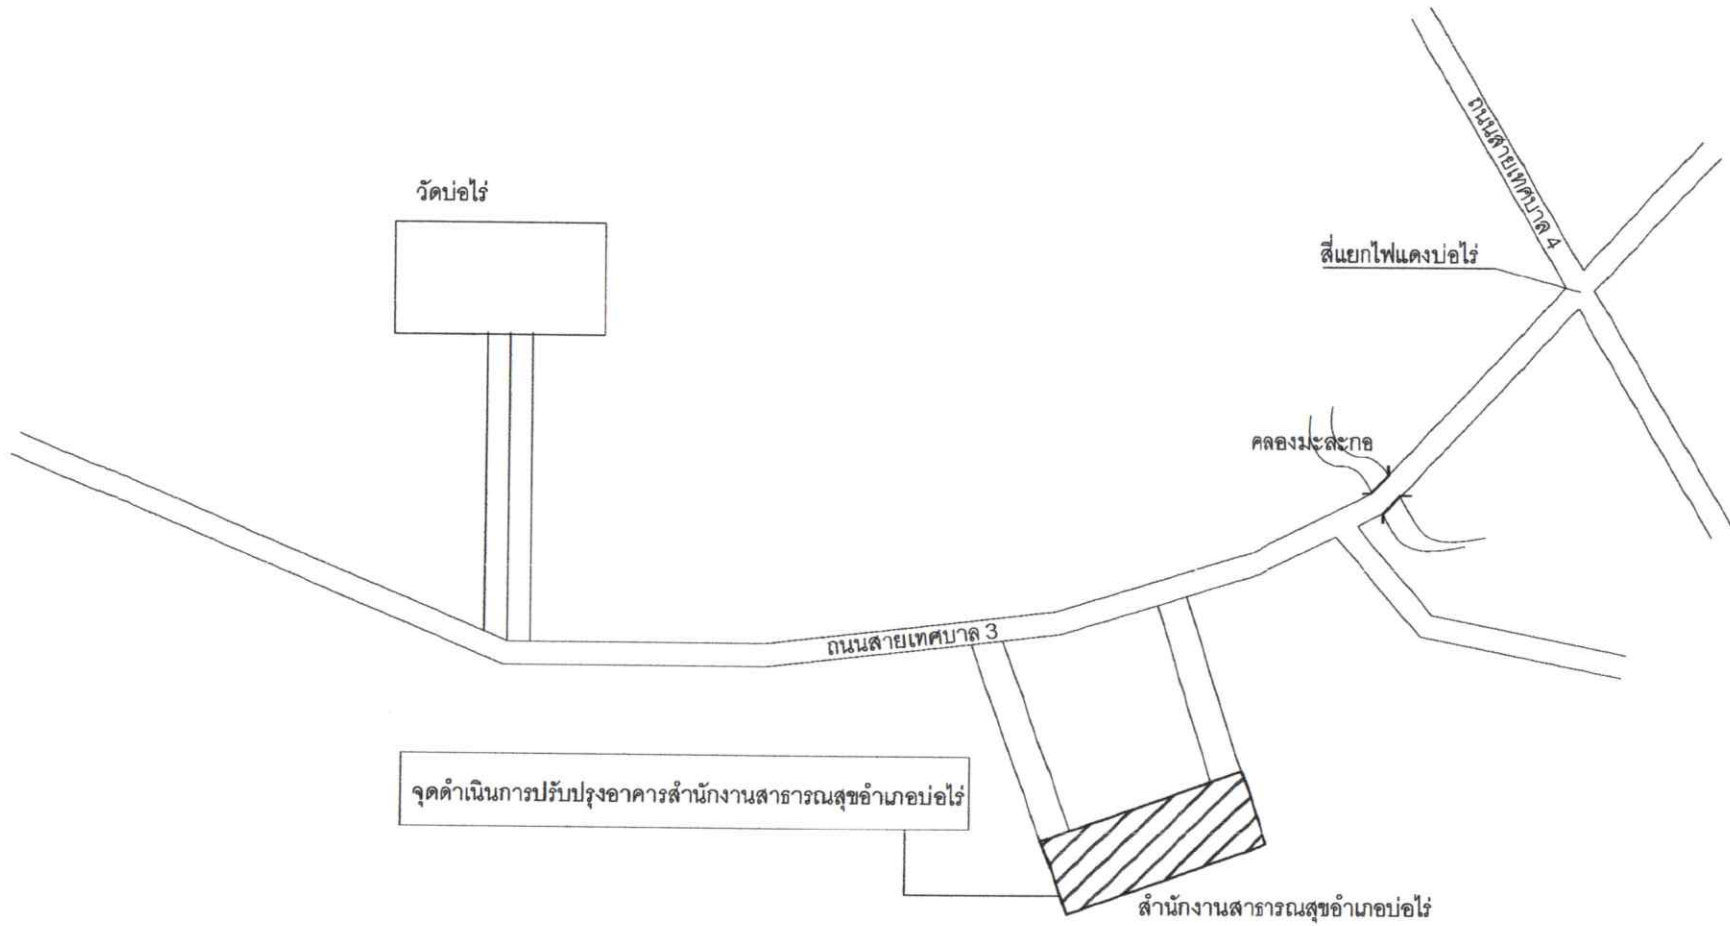 ถนนสายเทศบาล 4
วัดบ่อไร่
สี่แยกไฟแดงบ่อไร่
คลองมะละกอ
ถนนสายเทศบาล 3
จุดดำเนินการปรับปรุงอาคารสำนักงานสาธารณสุขอำเภอบ่อไร่
สำนักงานสาธารณสุขอำเภอบ่อไร่